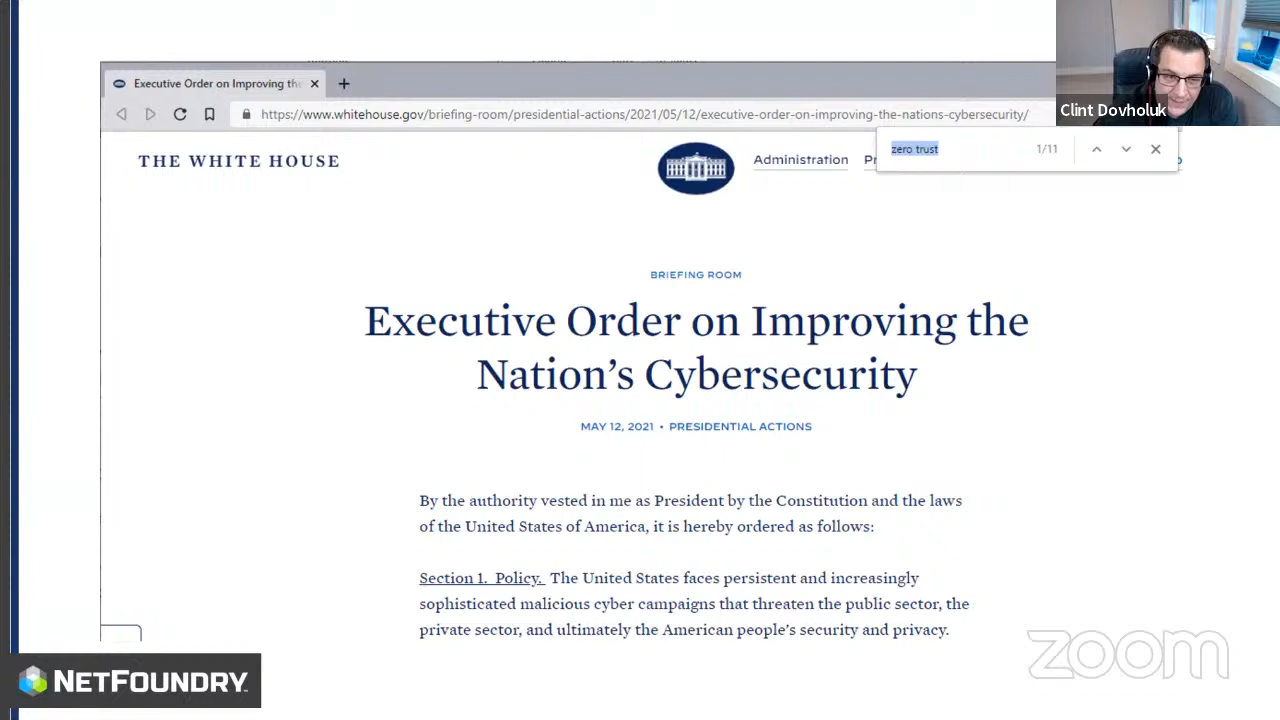 Executive Order on Improving the
https://www.whitehouse.gov/briefing-room/presidential-actions/2021/05/12/executive-order-on-improving-the-nations-cybersecurity/
Clint Dovholuk
zero trust 1/11
THE WHITE HOUSE
Administration
BRIEFING ROOM
Executive Order on Improving the
Nation’s Cybersecurity
MAY 12, 2021 • PRESIDENTIAL ACTIONS
By the authority vested in me as President by the Constitution and the laws
of the United States of America, it is hereby ordered as follows:
Section 1. Policy. The United States faces persistent and increasingly
sophisticated malicious cyber campaigns that threaten the public sector, the
private sector, and ultimately the American people’s security and privacy.
zoom
NETFOUNDRY